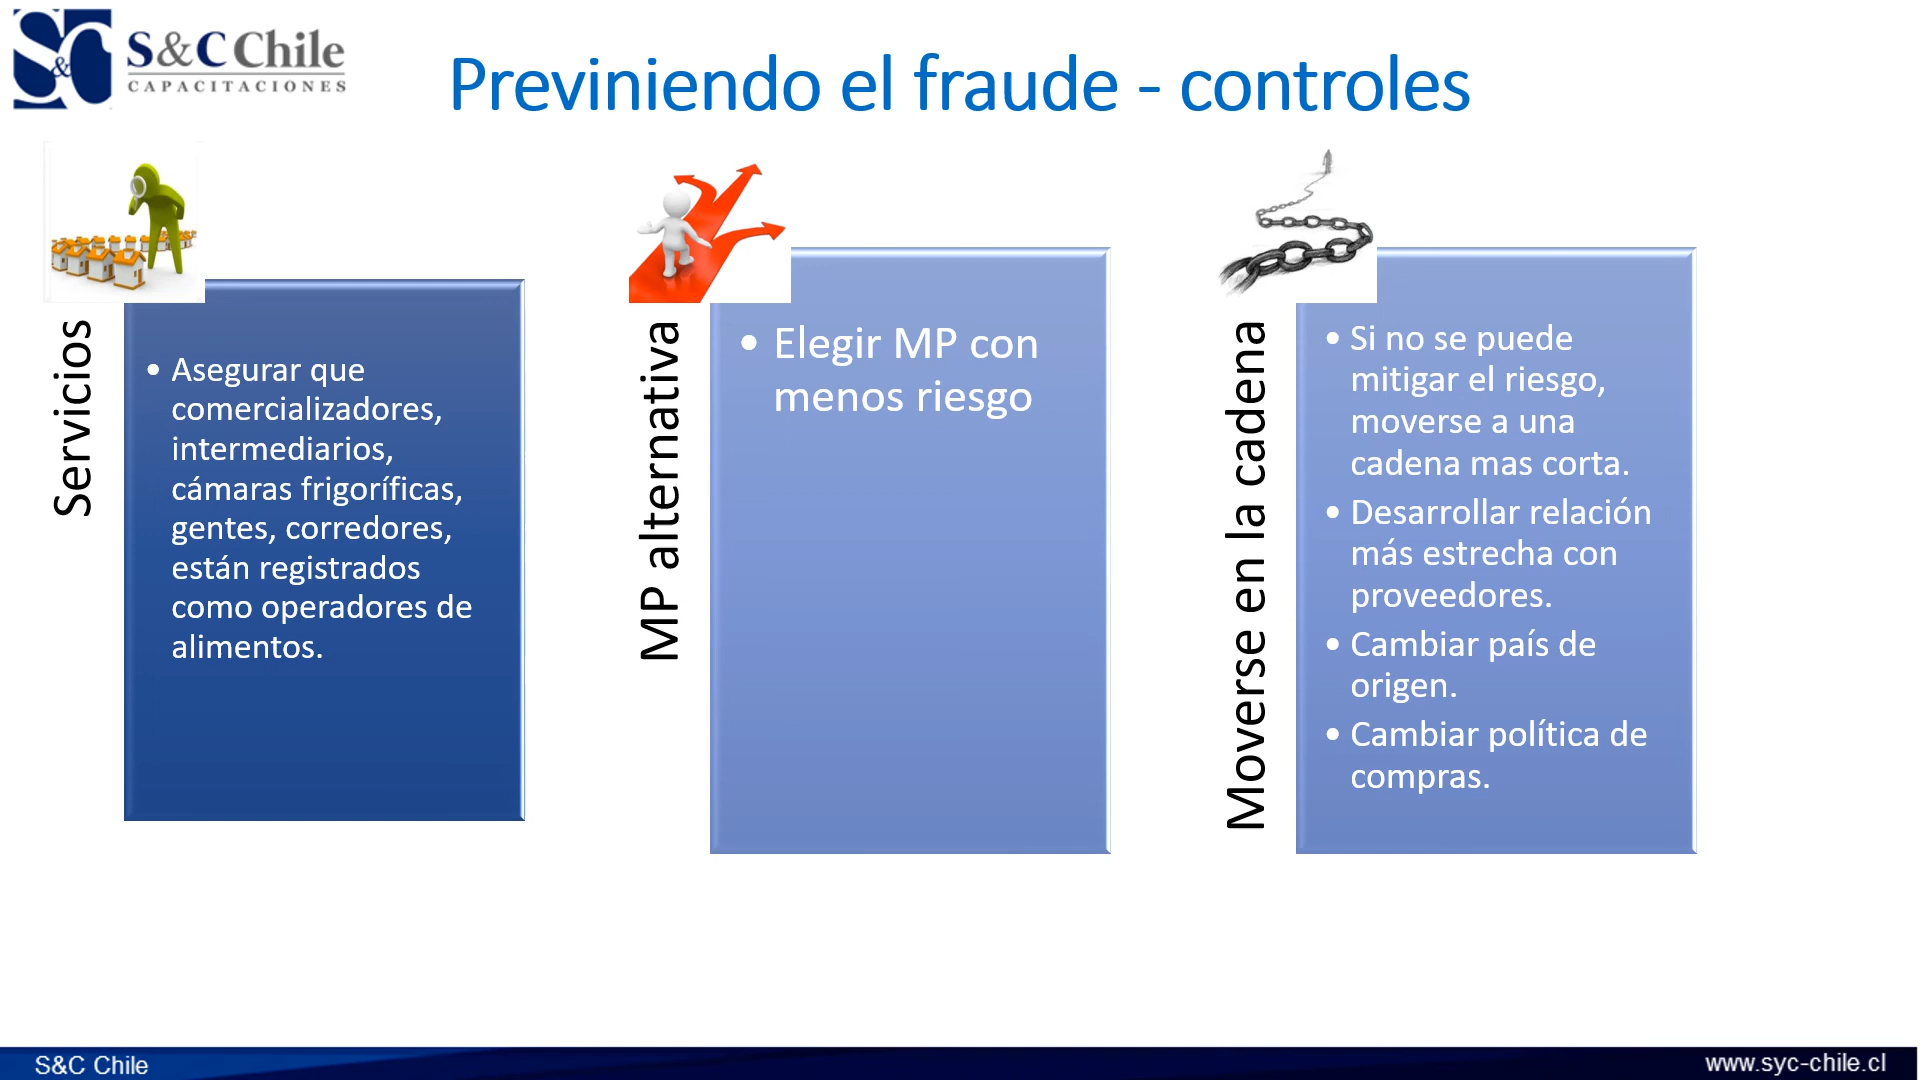 S&C Chile
CAPACITACIONES
Previniendo el fraude - controles
Servicios
• Asegurar que
comercializadores,
intermediarios,
cámaras frigoríficas,
gentes, corredores,
están registrados
como operadores de
alimentos.
MP alternativa
• Elegir MP con
menos riesgo
Moverse en la cadena
• Si no se puede
mitigar el riesgo,
moverse a una
cadena mas corta.
• Desarrollar relación
más estrecha con
proveedores.
• Cambiar país de
origen.
• Cambiar política de
compras.
S&C Chile
www.syc-chile.cl